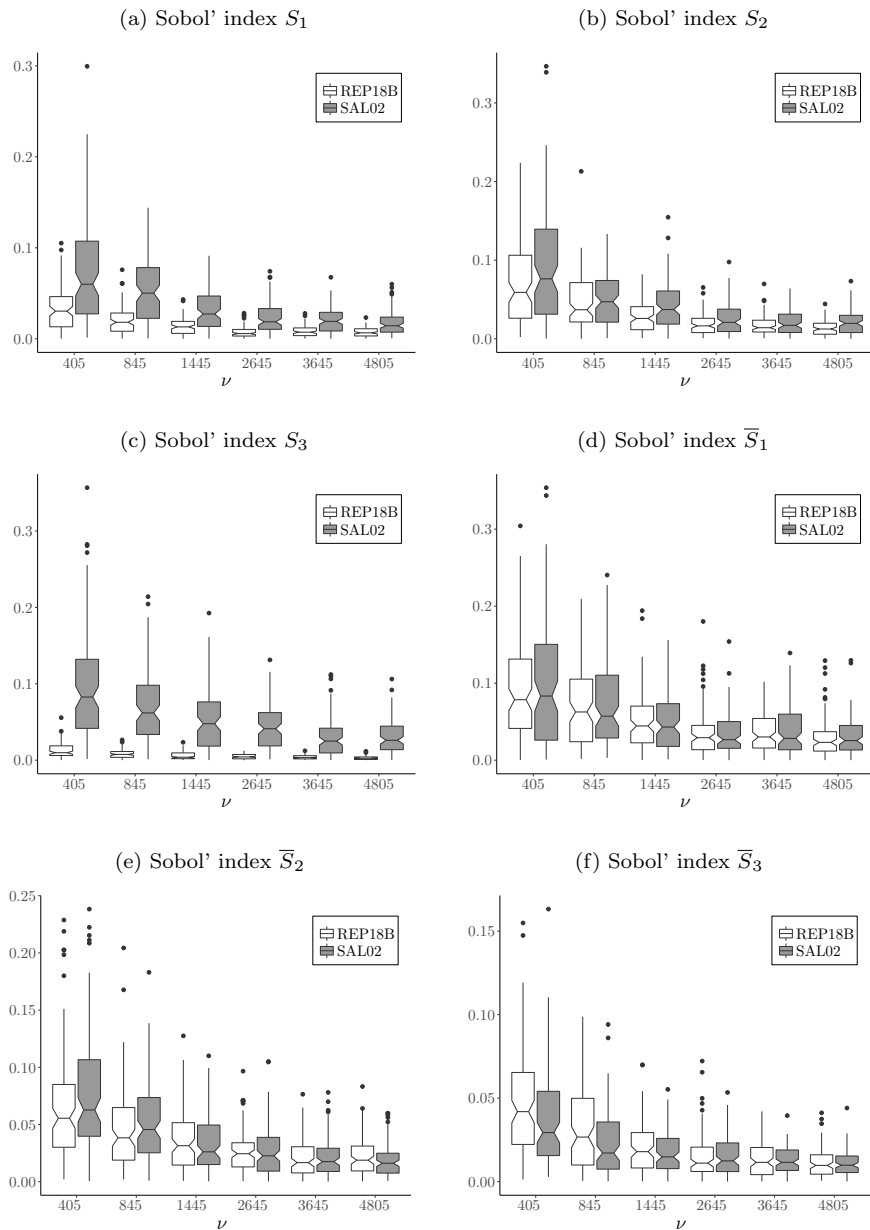 (a) Sobol' index S₁
(b) Sobol' index S₂
0.3
0.2
0.1
0.0
REP18B
SAL02
405 845 1445 2645 3645 4805
ν
0.3
0.2
0.1
0.0
REP18B
SAL02
405 845 1445 2645 3645 4805
ν
(c) Sobol' index S₃
(d) Sobol' index S̅₁
0.3
0.2
0.1
0.0
REP18B
SAL02
405 845 1445 2645 3645 4805
ν
0.3
0.2
0.1
0.0
REP18B
SAL02
405 845 1445 2645 3645 4805
ν
(e) Sobol' index S̅₂
(f) Sobol' index S̅₃
0.25
0.20
0.15
0.10
0.05
0.00
REP18B
SAL02
405 845 1445 2645 3645 4805
ν
0.15
0.10
0.05
0.00
REP18B
SAL02
405 845 1445 2645 3645 4805
ν